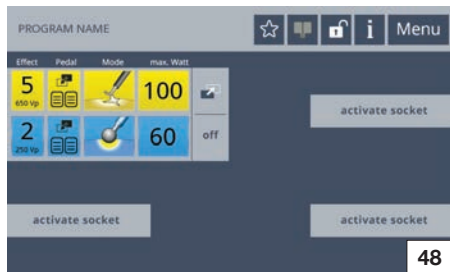 PROGRAM NAME
i Menu
Effect Pedal Mode max. Watt
5 100
650 Vp
2 60 off
250 Vp
activate socket
activate socket activate socket
48